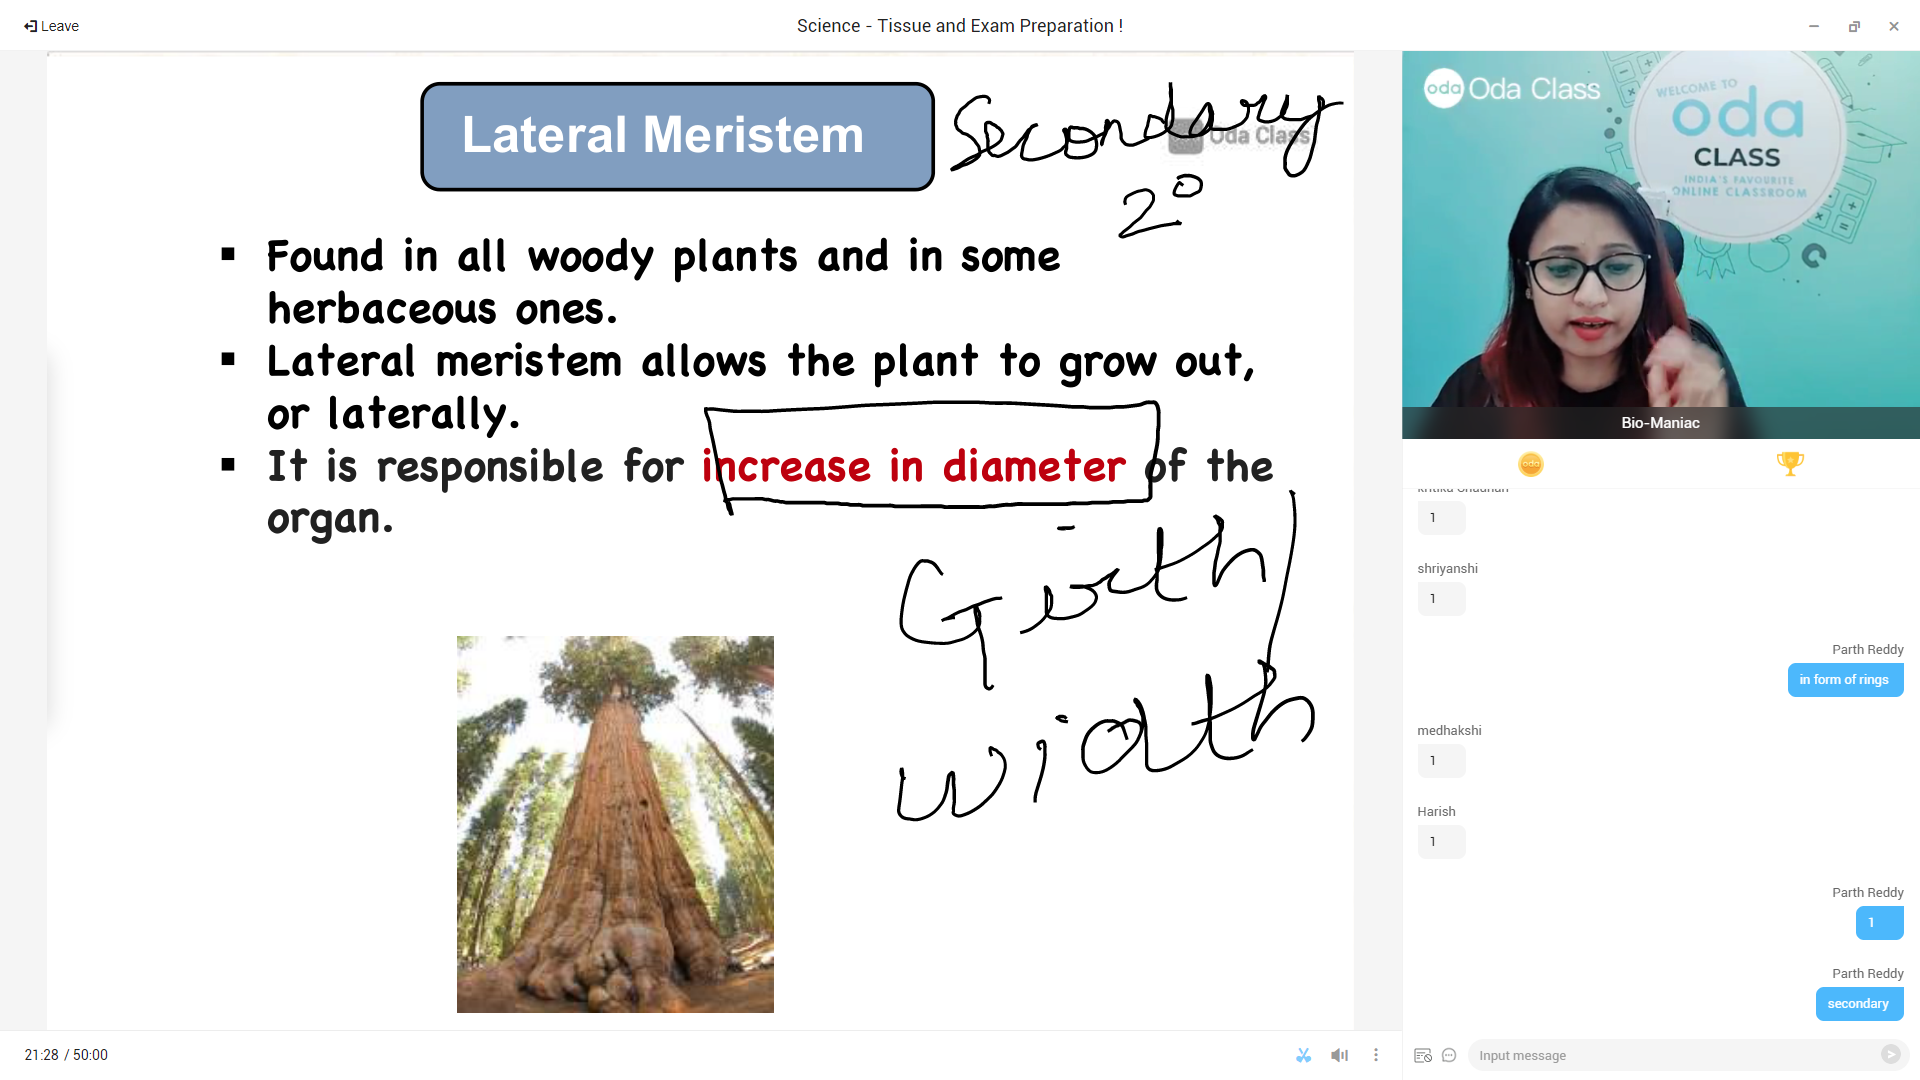 Leave
Science - Tissue and Exam Preparation !
Lateral Meristem
Secondary
Oda Class
2°
▪ Found in all woody plants and in some
herbaceous ones.
▪ Lateral meristem allows the plant to grow out,
or laterally.
▪ It is responsible for increase in diameter of the
organ.
Girth/
width
21:28 / 50:00
oda Oda Class
WELCOME TO
oda
CLASS
INDIA'S FAVOURITE
ONLINE CLASSROOM
Bio-Maniac
oda
1
shriyanshi
1
Parth Reddy
in form of rings
medhakshi
1
Harish
1
Parth Reddy
1
Parth Reddy
secondary
Input message